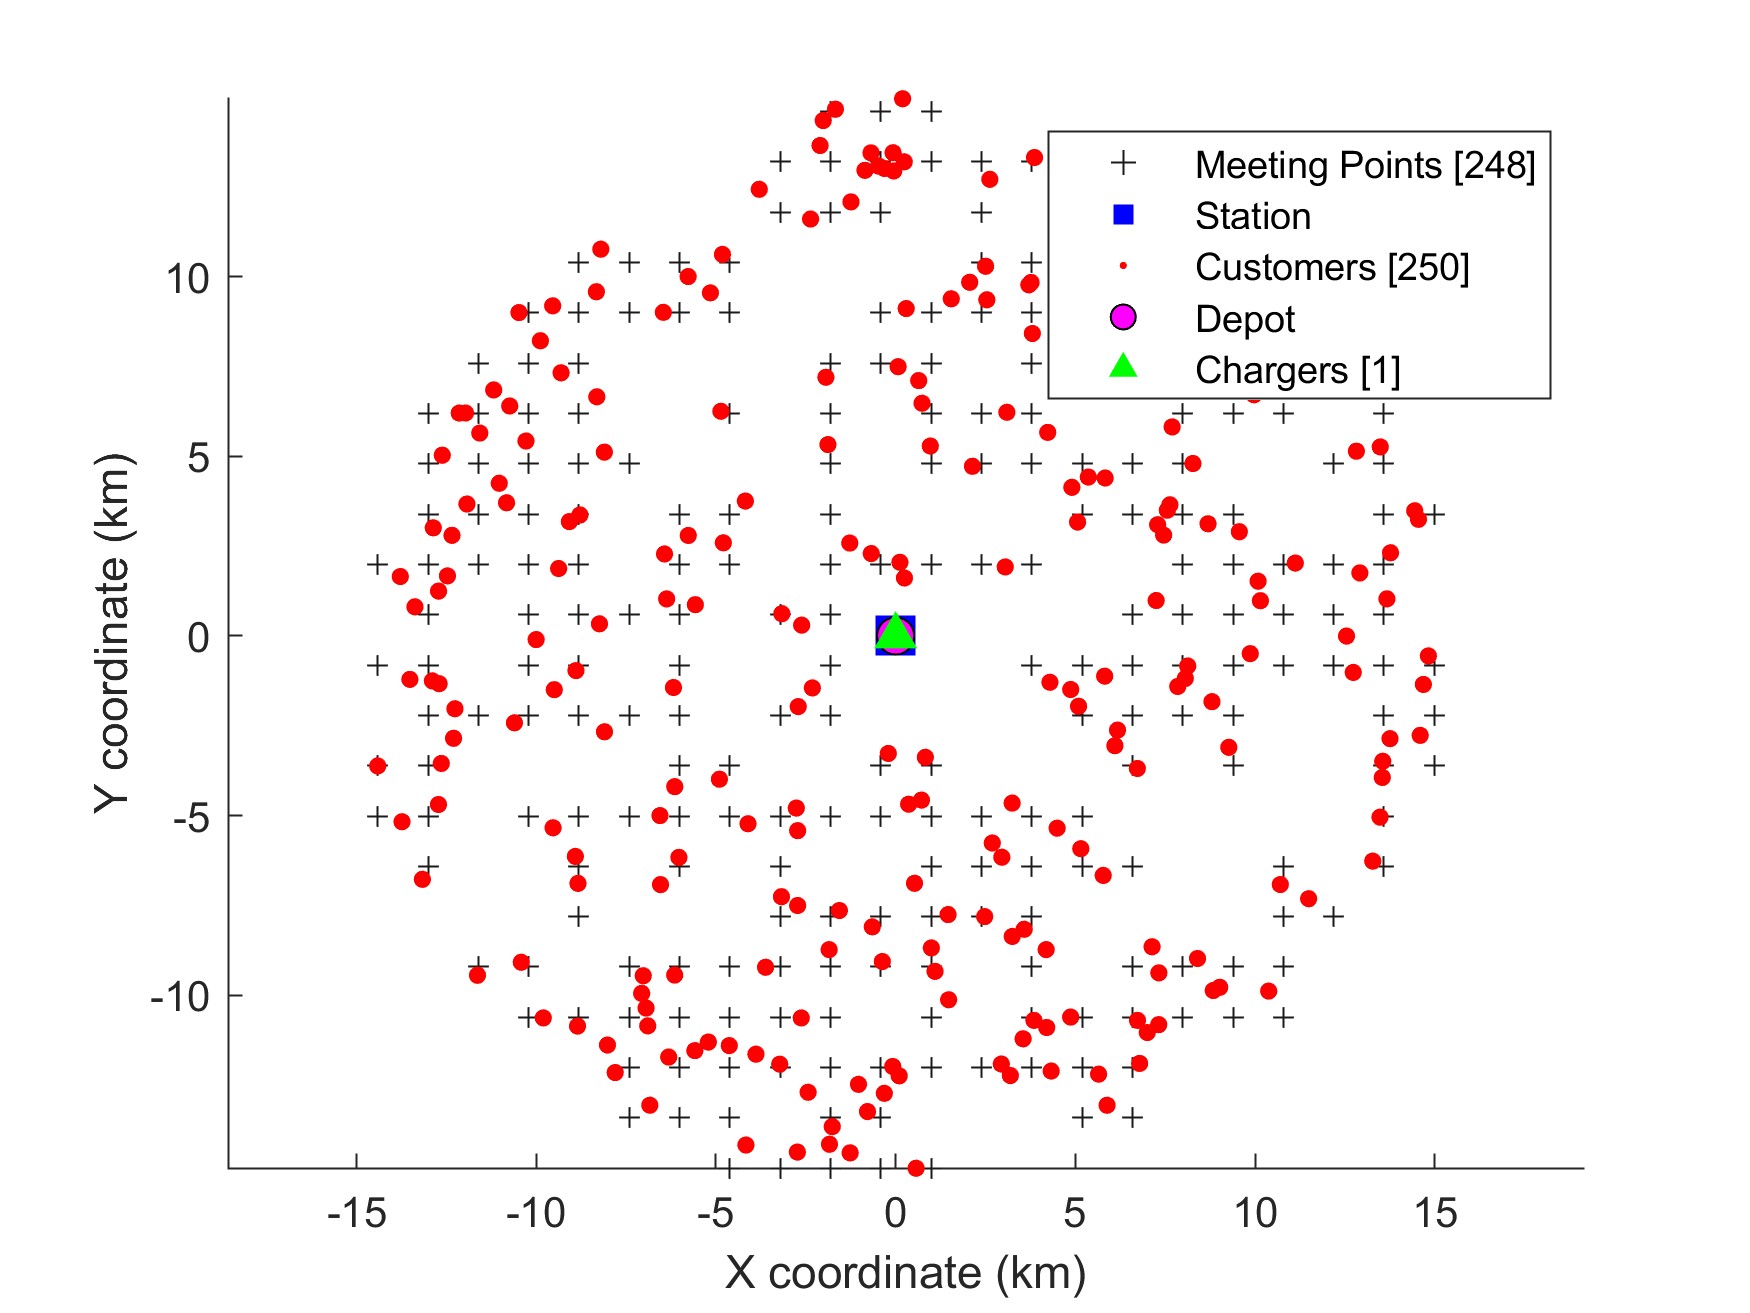 Meeting Points [248]
Station
Customers [250]
Depot
Chargers [1]
10
5
0
-5
-10
Y coordinate (km)
-15 -10 -5 0 5 10 15
X coordinate (km)